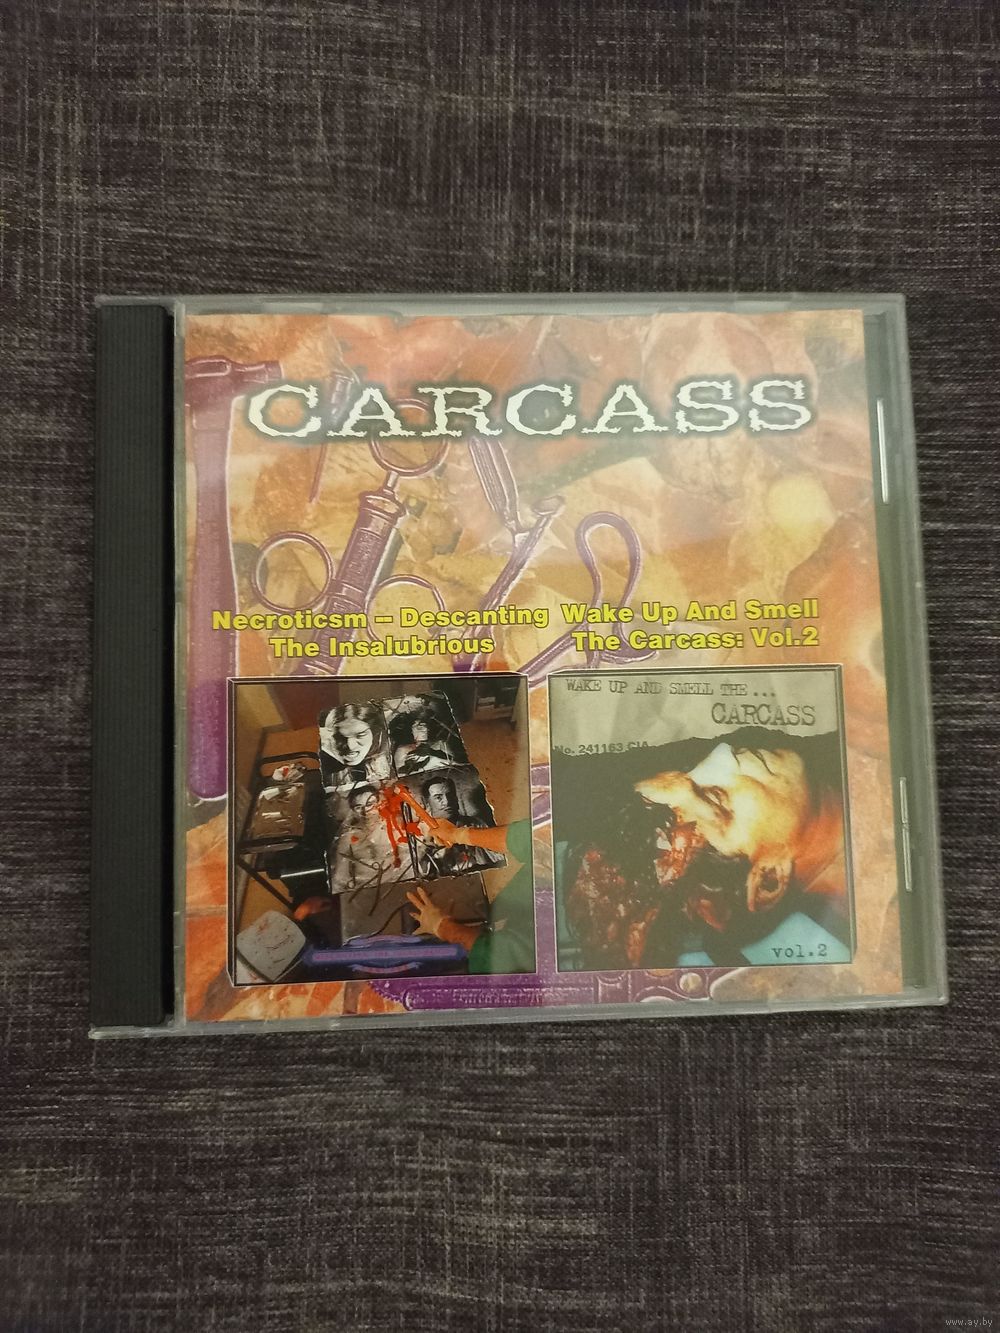 CARCASS
Necroticsm – Descanting
The Insalubrious
Wake Up And Smell
The Carcass: Vol.2
WAKE UP AND SMELL THE...
CARCASS
No. 241163 CIA
vol.2
www.ay.by